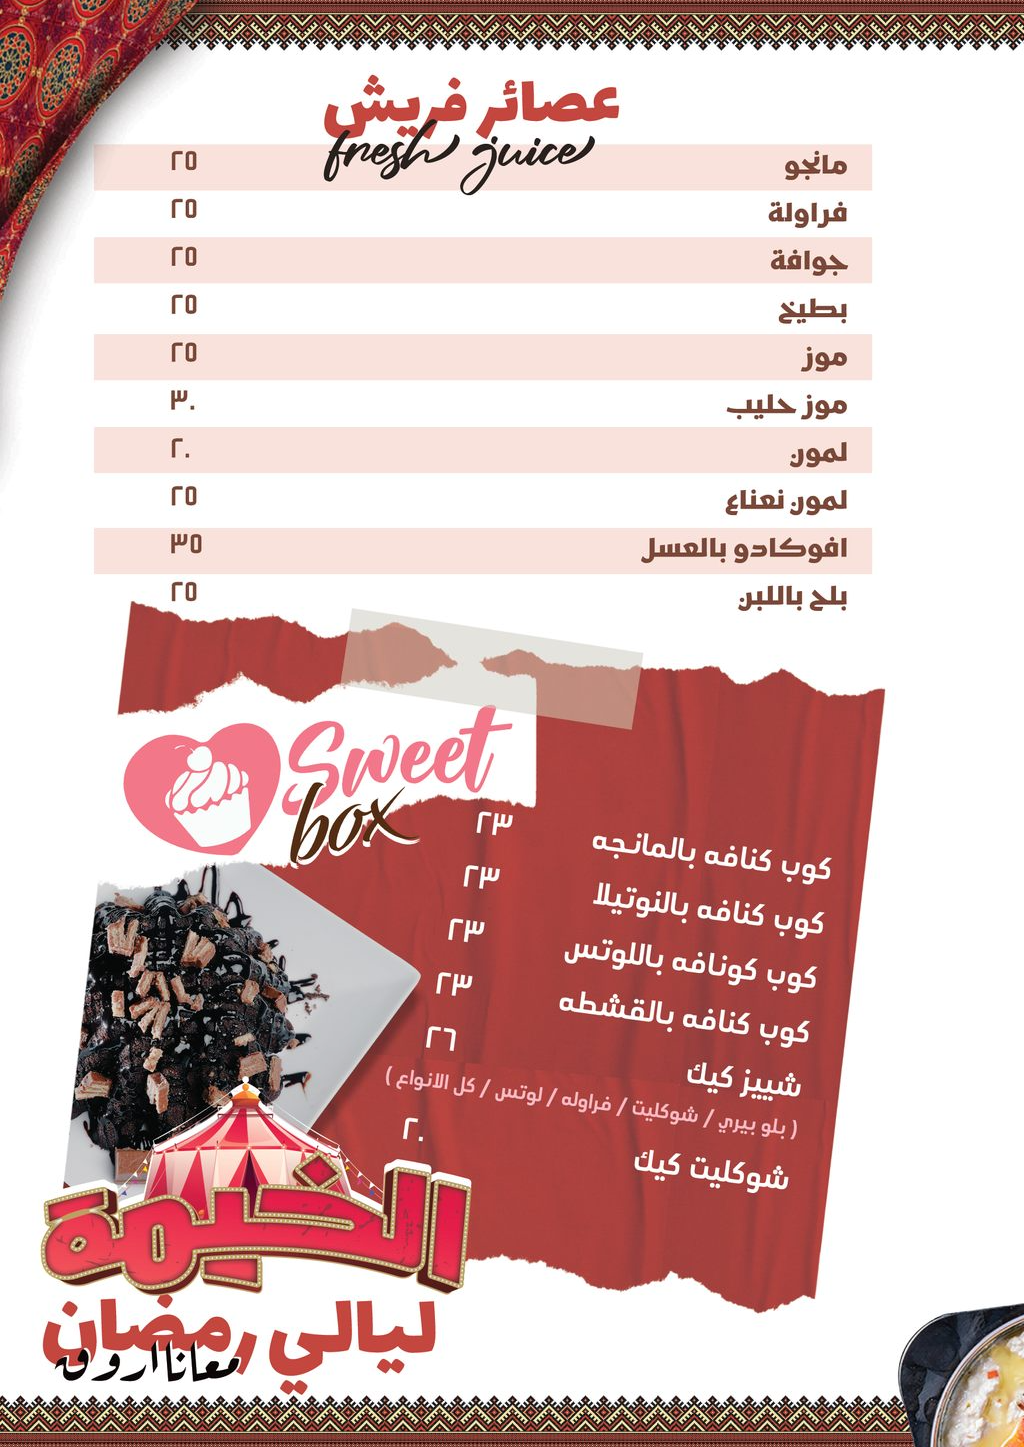 عصائر فريش
fresh juice
مانجو ٢٥
فراولة ٢٥
جوافة ٢٥
بطيخ ٢٥
موز ٢٥
موز حليب ٣٠
لمون ٢٠
لمون نعناع ٢٥
افوكادو بالعسل ٣٥
بلح باللبن ٢٥
Sweet
box
كوب كنافه بالمانجه ٢٣
كوب كنافه بالنوتيلا ٢٣
كوب كونافه باللوتس ٢٣
كوب كنافه بالقشطه ٢٣
شييز كيك ٢٦
( بلو بيري / شوكليت / فراوله / لوتس / كل الانواع )
شوكليت كيك ٢٠
الخيمة
ليالي رمضان
معانا اروق